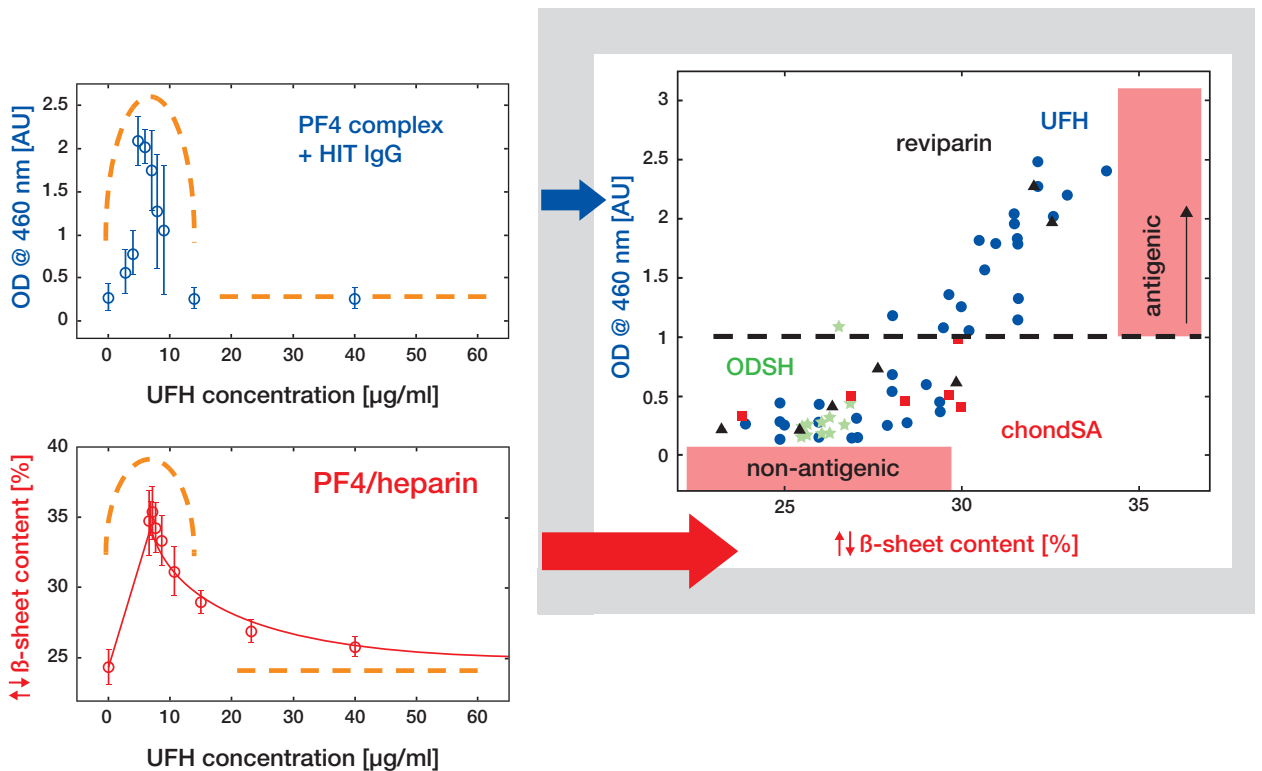 OD @ 460 nm [AU]
2.5
2
1.5
1
0.5
0
PF4 complex
+ HIT IgG
0 10 20 30 40 50 60
UFH concentration [µg/ml]
↑↓ ß-sheet content [%]
40
35
30
25
PF4/heparin
0 10 20 30 40 50 60
UFH concentration [µg/ml]
OD @ 460 nm [AU]
3
2.5
2
1.5
1
0.5
0
UFH
reviparin
antigenic
ODSH
chondSA
non-antigenic
25 30 35
↑↓ ß-sheet content [%]